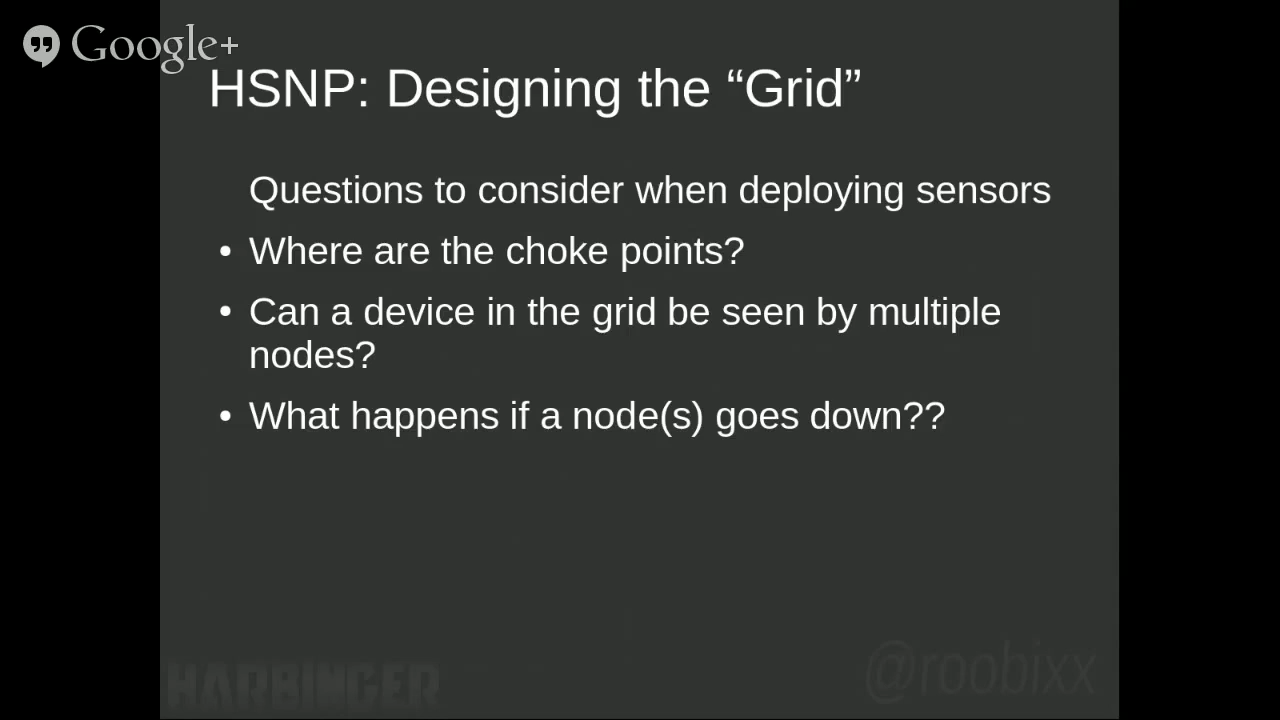 Google+
HSNP: Designing the “Grid”
Questions to consider when deploying sensors
• Where are the choke points?
• Can a device in the grid be seen by multiple
nodes?
• What happens if a node(s) goes down??
HARBINGER
@roobixx